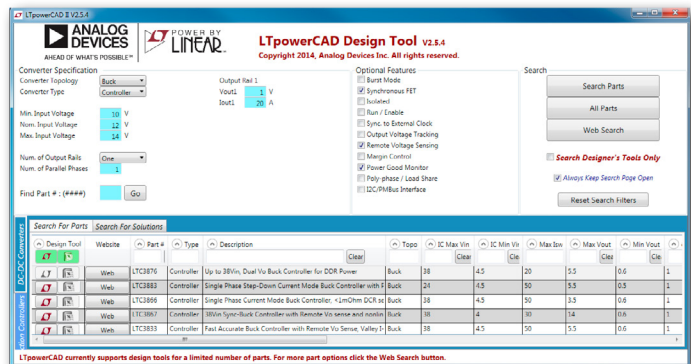 LTpowerCAD II V2.5.4
ANALOG DEVICES
AHEAD OF WHAT'S POSSIBLE™
POWER BY LINEAR.
LTpowerCAD Design Tool V2.5.4
Copyright 2014, Analog Devices Inc. All rights reserved.
Converter Specification
Converter Topology Buck
Converter Type Controller
Min. Input Voltage 10 V
Nom. Input Voltage 12 V
Max. Input Voltage 14 V
Num. of Output Rails One
Num. of Parallel Phases 1
Find Part # : (####) Go
Output Rail 1
Vout1 1 V
Iout1 20 A
Optional Features
Burst Mode
Synchronous FET
Isolated
Run / Enable
Sync. to External Clock
Output Voltage Tracking
Remote Voltage Sensing
Margin Control
Power Good Monitor
Poly-phase / Load Share
I2C/PMBus Interface
Search
Search Parts
All Parts
Web Search
Search Designer's Tools Only
Always Keep Search Page Open
Reset Search Filters
DC-DC Converters
Search For Parts Search For Solutions
Design Tool Website Part # Type Description Topo IC Max Vin IC Min Vi Max Isw Max Vout Min Vout
Clear Clear Clea Clea Cle
Web LTC3876 Controller Up to 38Vin, Dual Vo Buck Controller for DDR Power Buck 38 4.5 20 5.5 0.6 1
Web LTC3883 Controller Single Phase Step-Down Current Mode Buck Controller with F Buck 24 4.5 50 5.5 0.5 1
Web LTC3866 Controller Single Phase Current Mode Buck Controller, <1mOhm DCR se Buck 38 4.5 50 3.5 0.6 1
Web LTC3867 Controller 38Vin Sync-Buck Controller with Remote Vo sense and nonlin Buck 38 4 30 14 0.6 1
Web LTC3833 Controller Fast Accurate Buck Controller with Remote Vo Sense, Valley I- Buck 38 4.5 50 5.5 0.6 1
LTpowerCAD currently supports design tools for a limited number of parts. For more part options click the Web Search button.